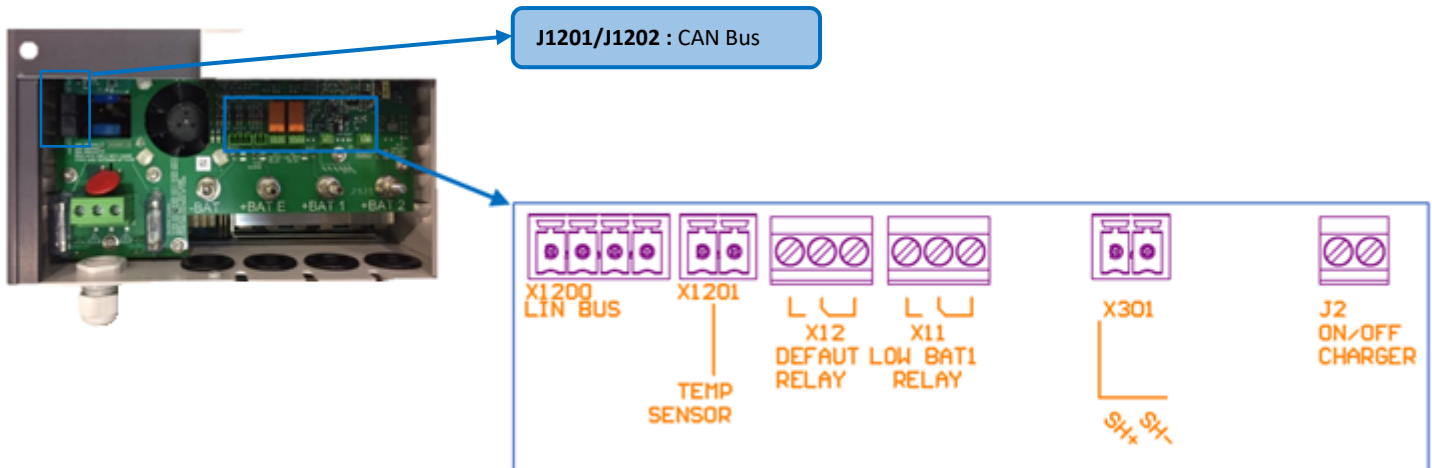 J1201/J1202 : CAN Bus
-BAT
+BAT E
+BAT 1
+BAT 2
X1200
LIN BUS
X1201
TEMP
SENSOR
X12
DEFAUT
RELAY
X11
LOW BAT1
RELAY
X301
SH+
SH-
J2
ON/OFF
CHARGER